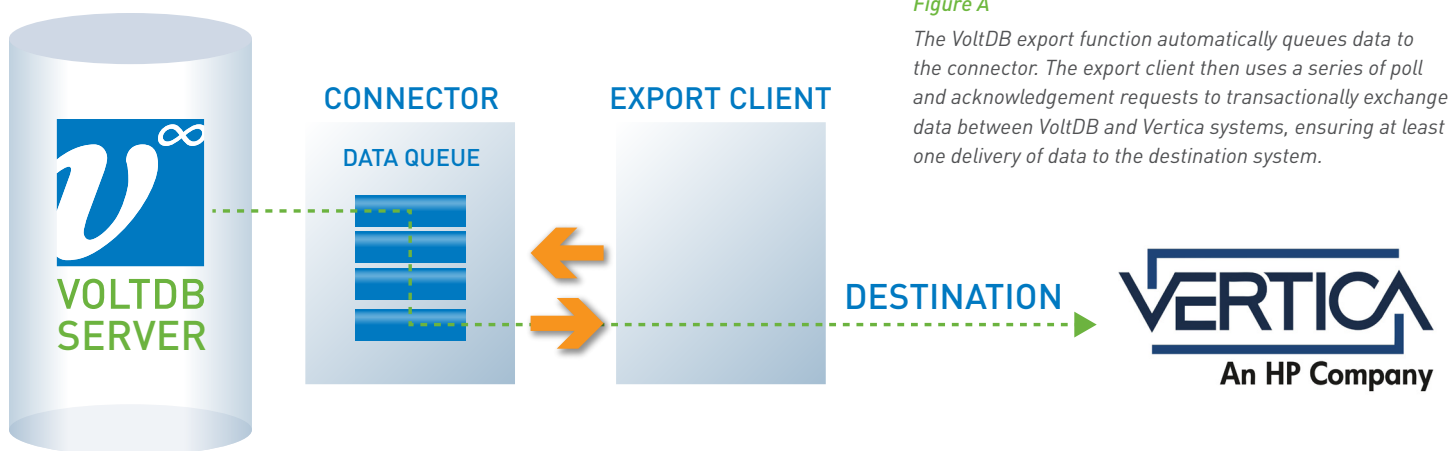 Figure A
The VoltDB export function automatically queues data to
the connector. The export client then uses a series of poll
and acknowledgement requests to transactionally exchange
data between VoltDB and Vertica systems, ensuring at least
one delivery of data to the destination system.
CONNECTOR
EXPORT CLIENT
DATA QUEUE
V∞
VOLTDB
SERVER
DESTINATION
VERTICA
An HP Company